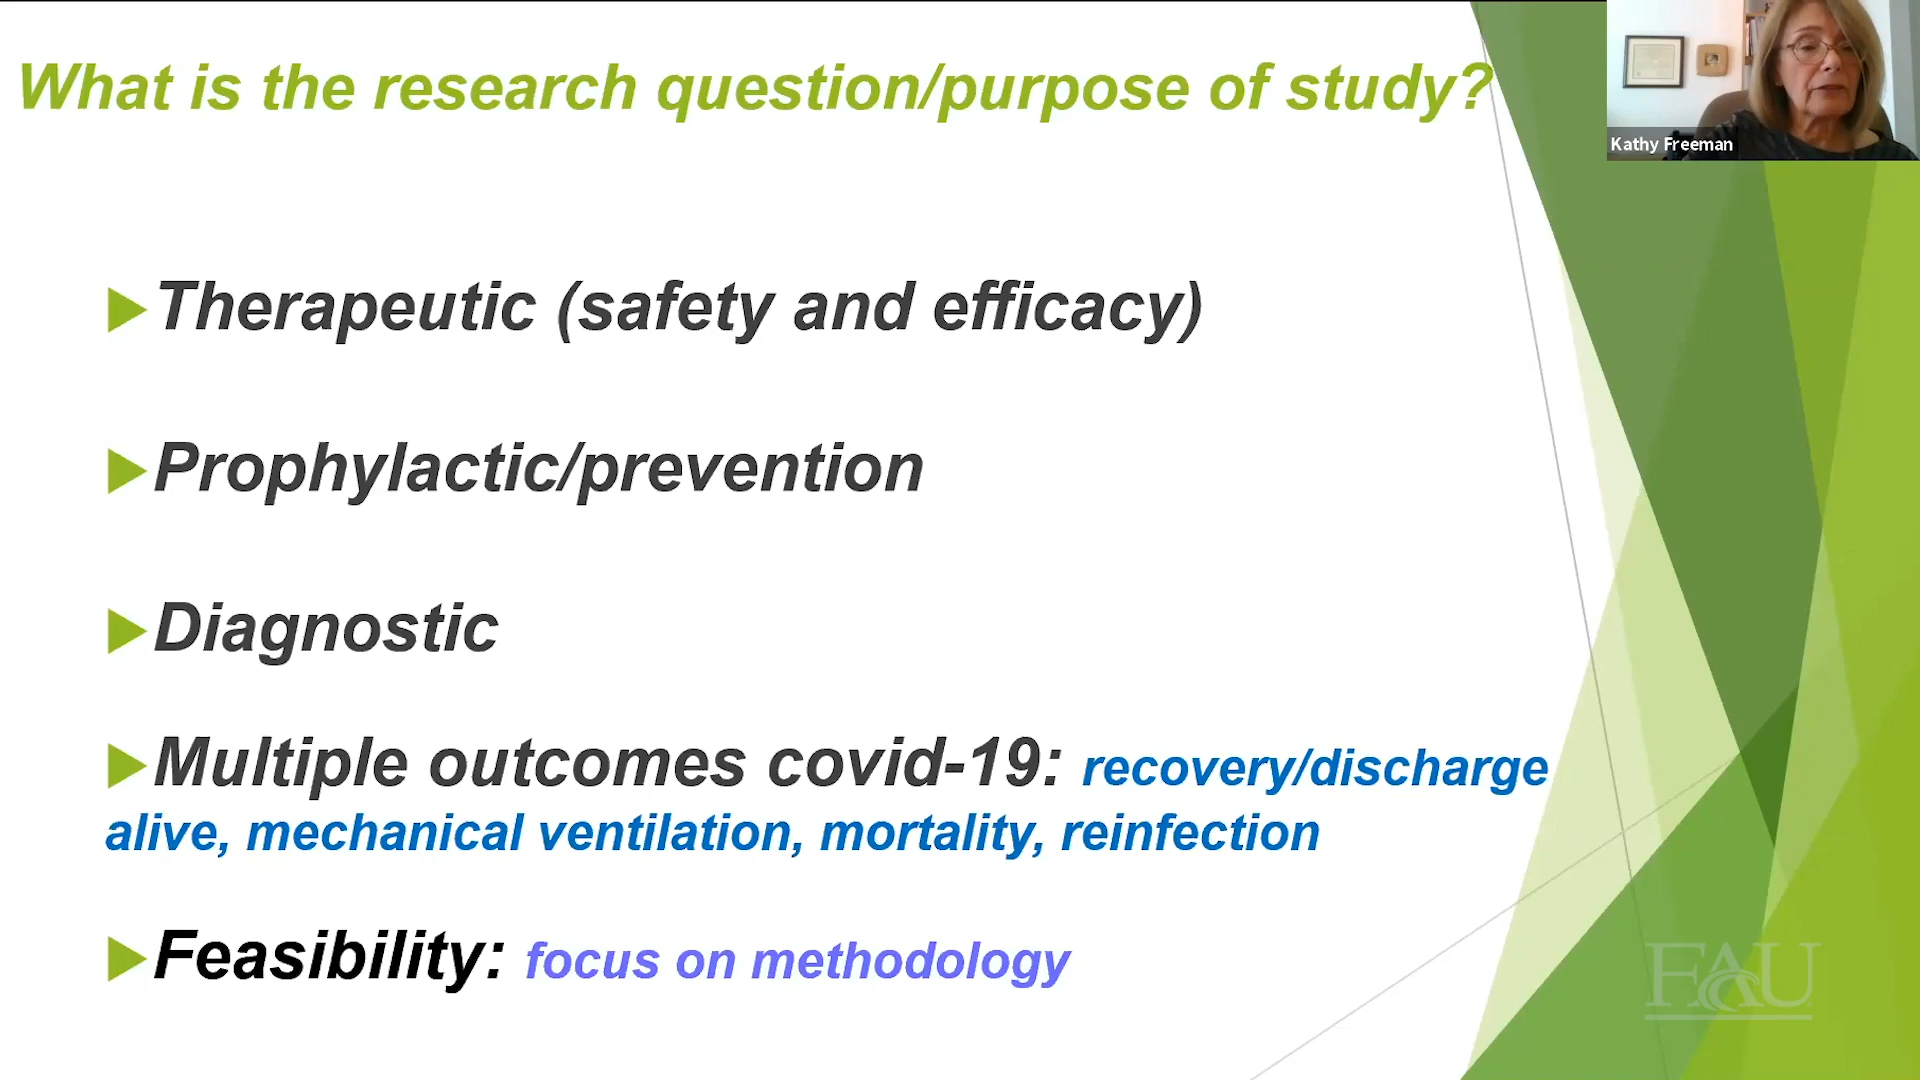 What is the research question/purpose of study?
Kathy Freeman
Therapeutic (safety and efficacy)
Prophylactic/prevention
Diagnostic
Multiple outcomes covid-19: recovery/discharge
alive, mechanical ventilation, mortality, reinfection
Feasibility: focus on methodology
FAU